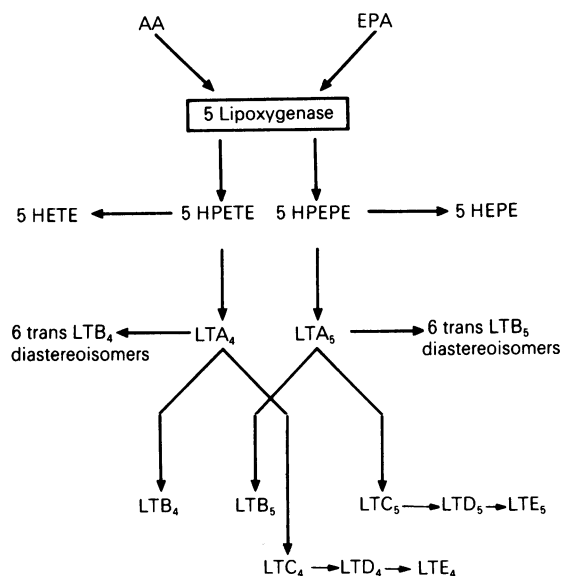 AA
EPA
5 Lipoxygenase
5 HETE
5 HPETE
5 HPEPE
5 HEPE
6 trans LTB₄
diastereoisomers
LTA₄
LTA₅
6 trans LTB₅
diastereoisomers
LTB₄
LTB₅
LTC₅
LTD₅
LTE₅
LTC₄
LTD₄
LTE₄